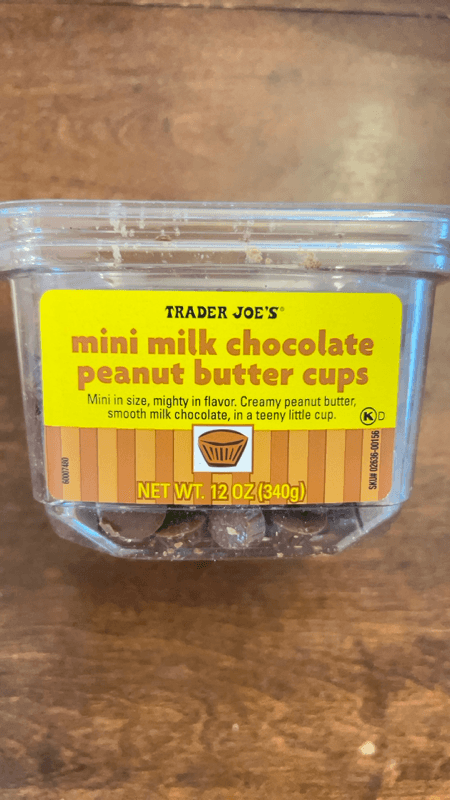 TRADER JOE'S®
mini milk chocolate
peanut butter cups
Mini in size, mighty in flavor. Creamy peanut butter,
smooth milk chocolate, in a teeny little cup.
K D
60007480
SKU# 02636-00156
NET WT. 12 OZ (340g)